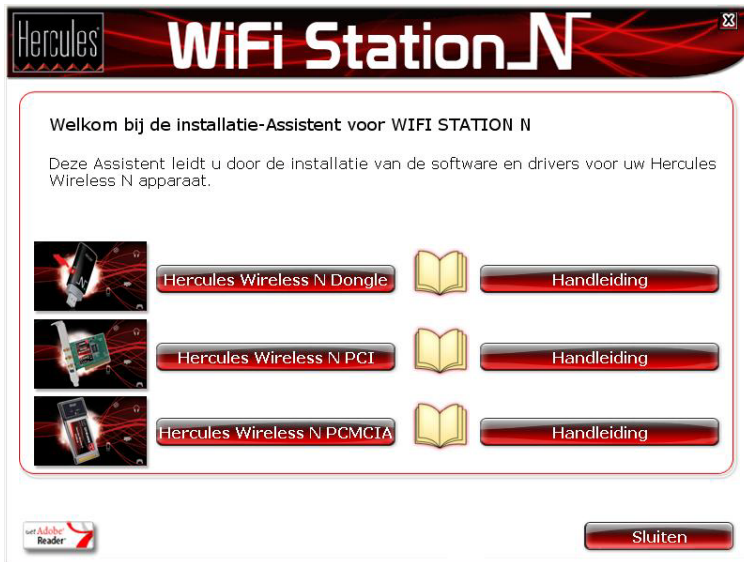 Hercules
WiFi Station_N
Welkom bij de installatie-Assistent voor WIFI STATION N
Deze Assistent leidt u door de installatie van de software en drivers voor uw Hercules
Wireless N apparaat.
Hercules Wireless N Dongle
Handleiding
Hercules Wireless N PCI
Handleiding
Hercules Wireless N PCMCIA
Handleiding
Get Adobe
Reader
Sluiten